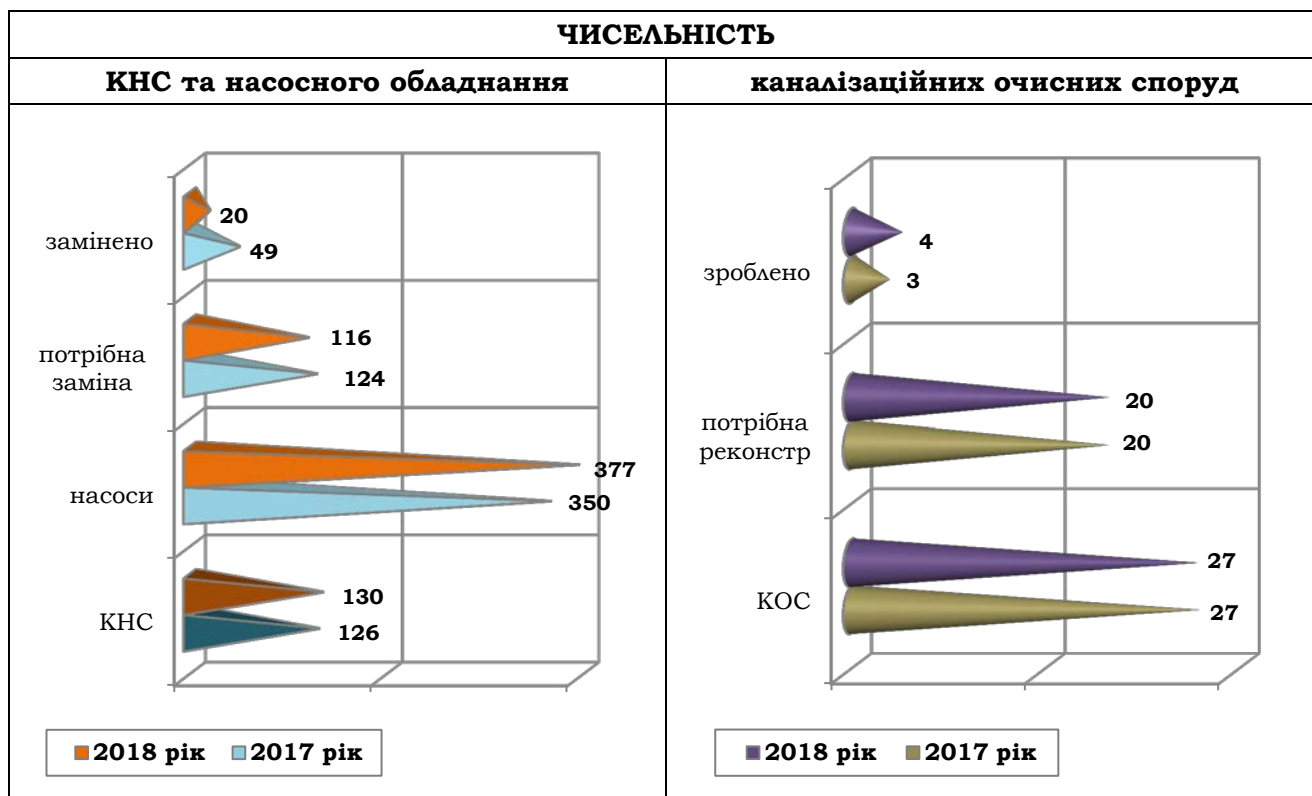 ЧИСЕЛЬНІСТЬ
КНС та насосного обладнання
замінено
20
49
потрібна
заміна
116
124
насоси
377
350
КНС
130
126
2018 рік 2017 рік
каналізаційних очисних споруд
зроблено
4
3
потрібна
реконстр
20
20
КОС
27
27
2018 рік 2017 рік